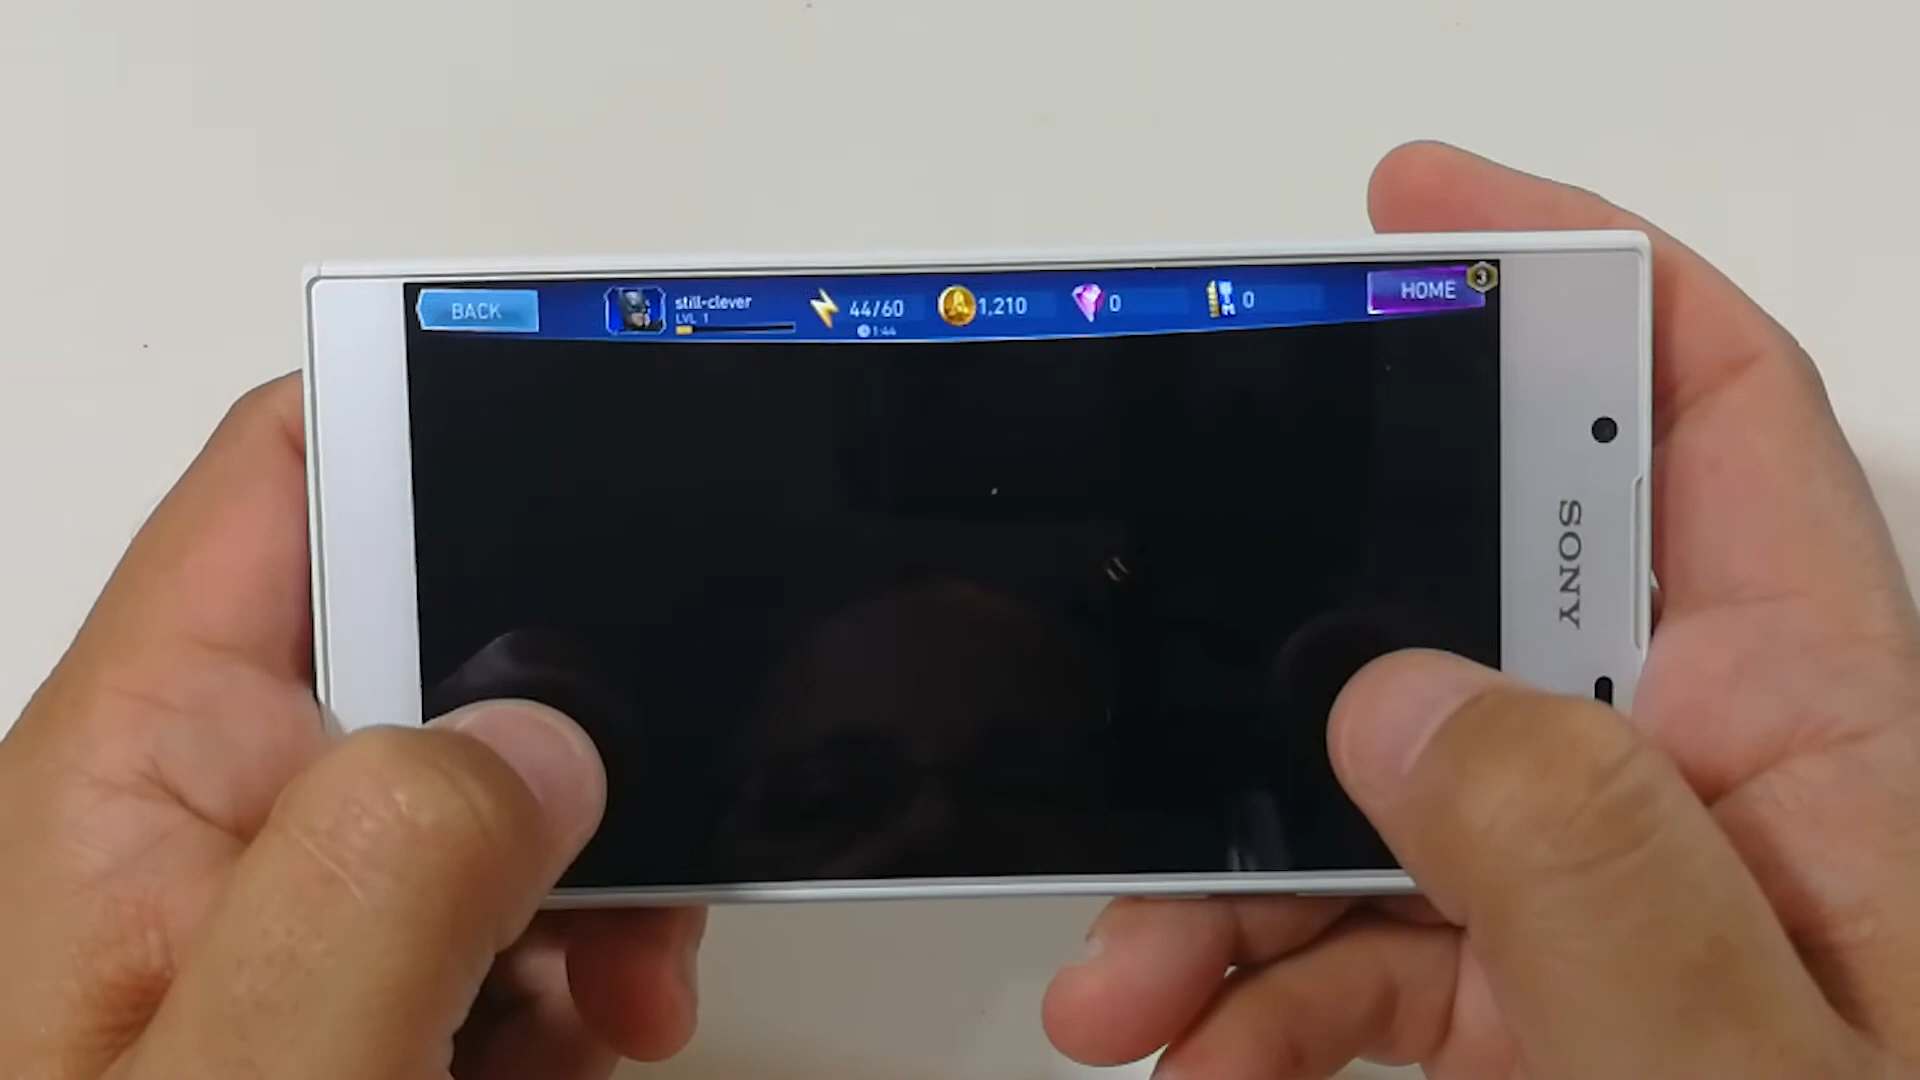 BACK
still-clever
LVL 1
44/60
1:44
1,210
0
0
HOME
3
SONY